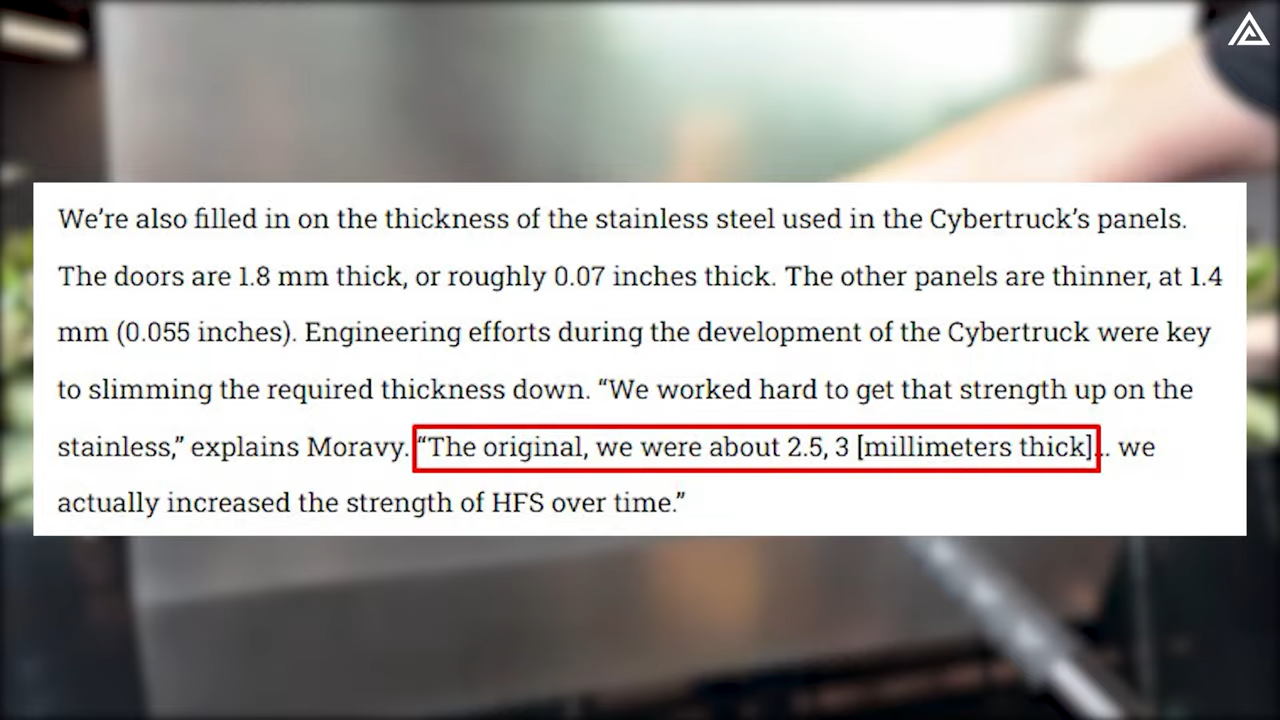 We’re also filled in on the thickness of the stainless steel used in the Cybertruck’s panels.
The doors are 1.8 mm thick, or roughly 0.07 inches thick. The other panels are thinner, at 1.4
mm (0.055 inches). Engineering efforts during the development of the Cybertruck were key
to slimming the required thickness down. “We worked hard to get that strength up on the
stainless,” explains Moravy. “The original, we were about 2.5, 3 [millimeters thick]... we
actually increased the strength of HFS over time.”